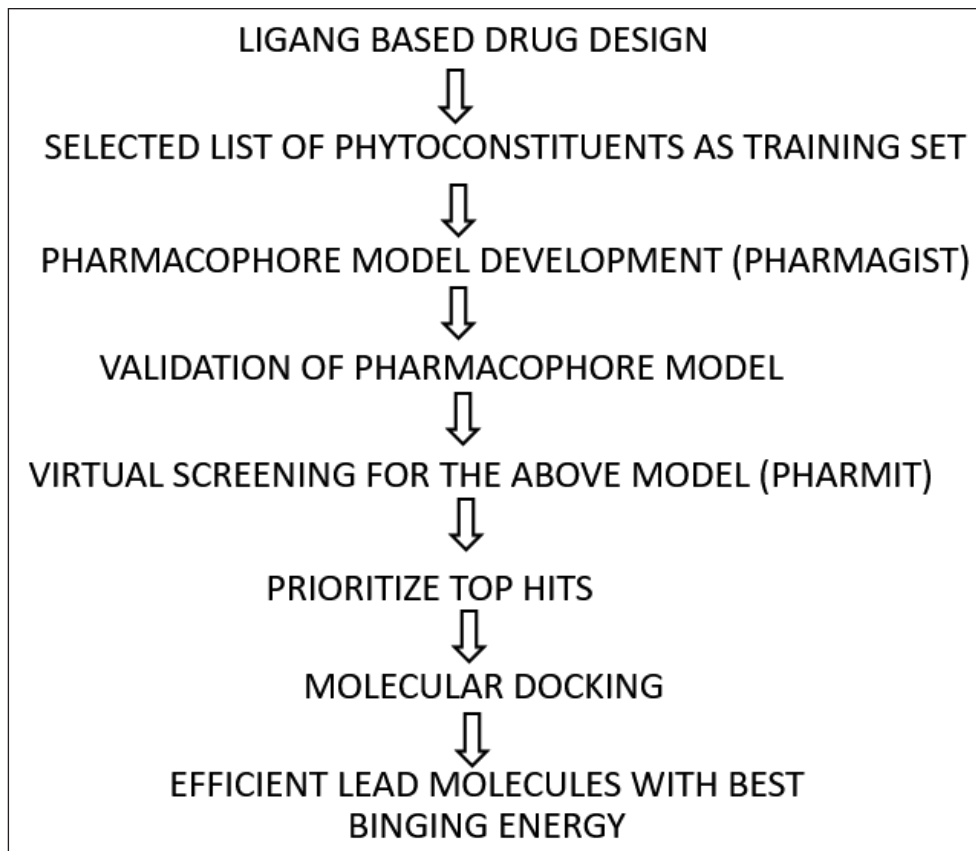 LIGANG BASED DRUG DESIGN
SELECTED LIST OF PHYTOCONSTITUENTS AS TRAINING SET
PHARMACOPHORE MODEL DEVELOPMENT (PHARMAGIST)
VALIDATION OF PHARMACOPHORE MODEL
VIRTUAL SCREENING FOR THE ABOVE MODEL (PHARMIT)
PRIORITIZE TOP HITS
MOLECULAR DOCKING
EFFICIENT LEAD MOLECULES WITH BEST
BINGING ENERGY